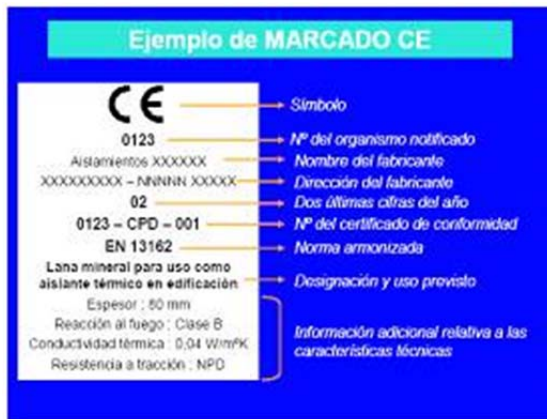 Ejemplo de MARCADO CE
CE
Símbolo
0123
Nº del organismo notificado
Aislamientos XXXXXX
Nombre del fabricante
XXXXXXXXX – NNNNN XXXXX
Dirección del fabricante
02
Dos últimas cifras del año
0123 – CPD – 001
Nº del certificado de conformidad
EN 13162
Norma armonizada
Lana mineral para uso como
aislante térmico en edificación
Designación y uso previsto
Espesor : 60 mm
Reacción al fuego : Clase B
Conductividad térmica : 0,04 W/mºK
Resistencia a tracción : NPD
Información adicional relativa a las
características técnicas